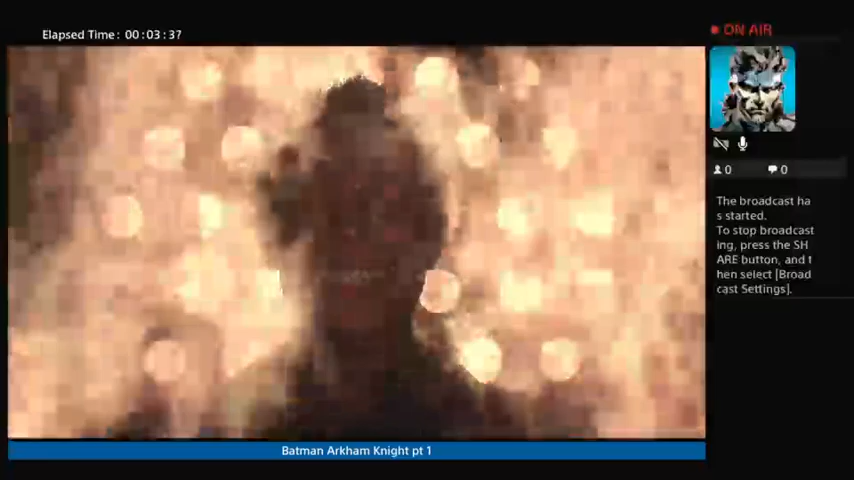 Elapsed Time: 00:03:37
ON AIR
0 0
The broadcast ha
s started.
To stop broadcast
ing, press the SH
ARE button, and t
hen select [Broad
cast Settings].
Batman Arkham Knight pt 1